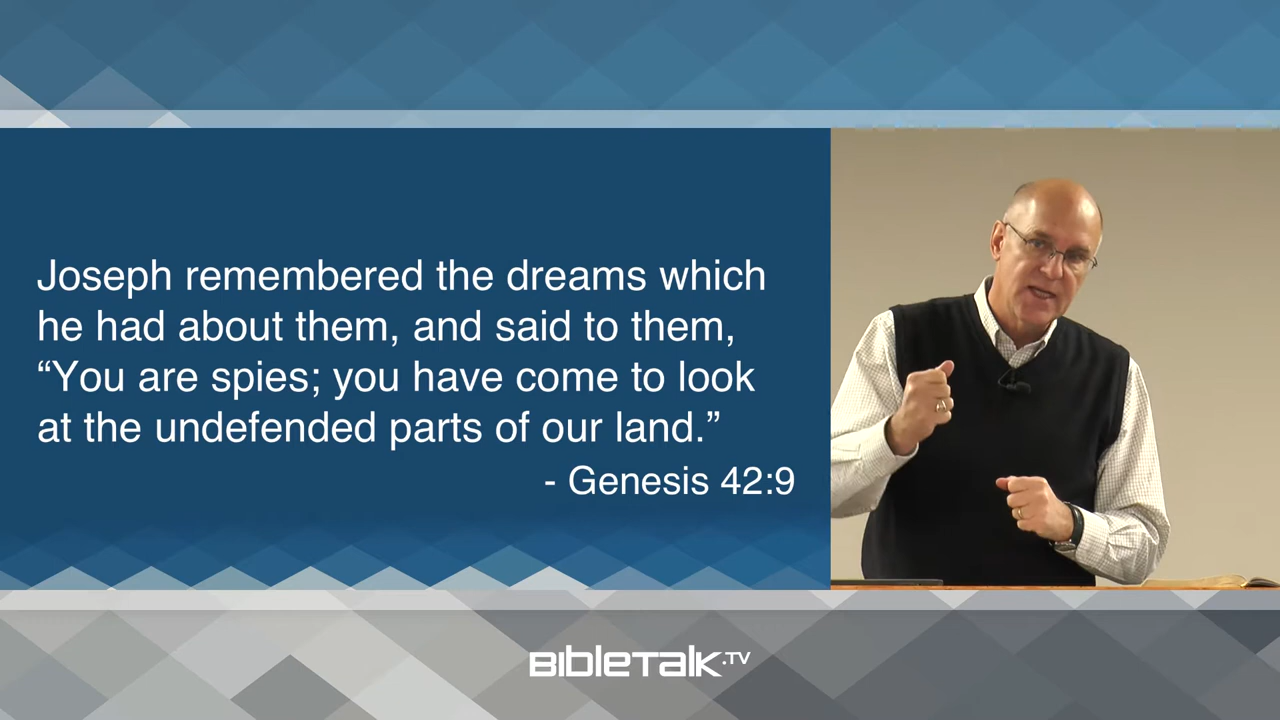 Joseph remembered the dreams which
he had about them, and said to them,
“You are spies; you have come to look
at the undefended parts of our land.”
- Genesis 42:9
BIBLETALK.TV